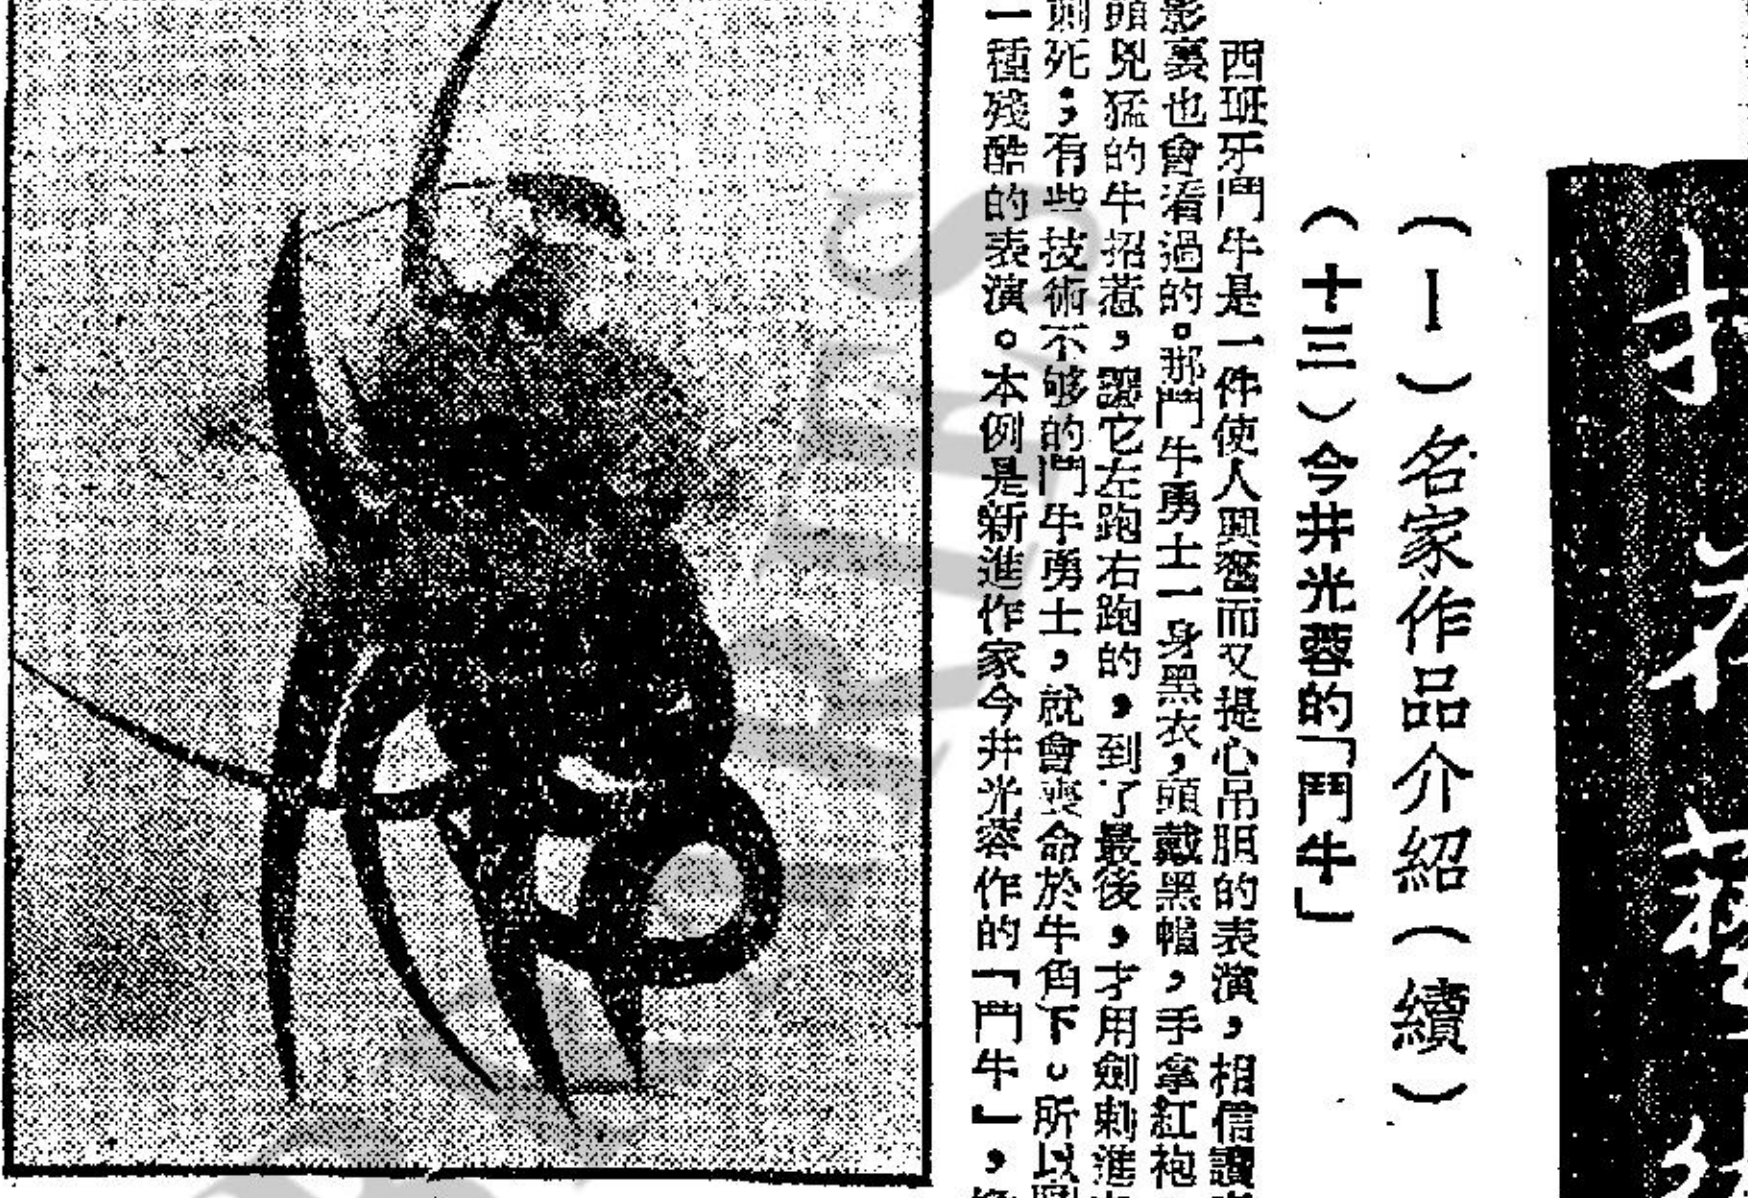 (1)名家作品介紹(續)
(十三)今井光蓉的「鬥牛」
西班牙鬥牛是一件使人興奮而又提心吊胆的表演，相信讀
影裏也會看過的。那鬥牛勇士一身黑衣，頭戴黑帽，手拿紅袍
頭兇猛的牛招惹，讓它左跑右跑的，到了最後，才用劍刺進
刺死；有些技術不够的鬥牛勇士，就會喪命於牛角下。所以
一種殘酷的表演。本例是新進作家今井光蓉作的「鬥牛」，